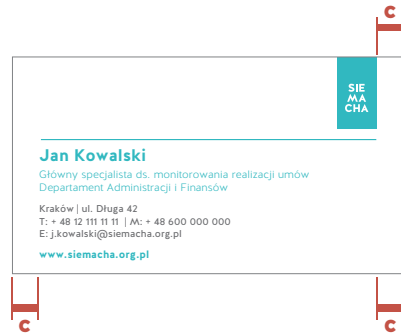 C
SIE
MA
CHA
Jan Kowalski
Główny specjalista ds. monitorowania realizacji umów
Departament Administracji i Finansów
Kraków | ul. Długa 42
T: + 48 12 111 11 11 | M: + 48 600 000 000
E: j.kowalski@siemacha.org.pl
www.siemacha.org.pl
C
C